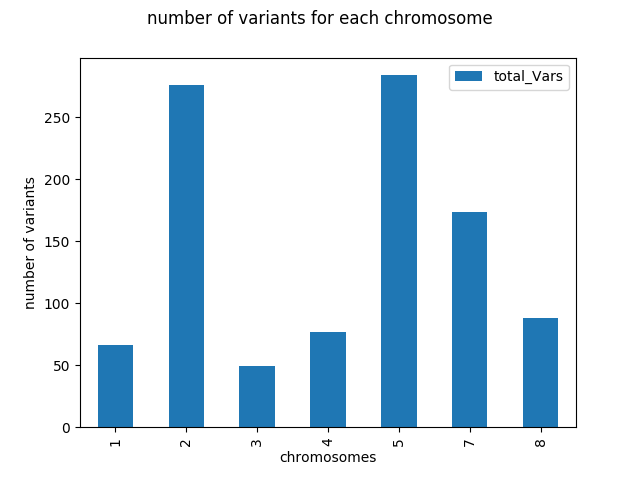 number of variants for each chromosome
total_Vars
number of variants
250
200
150
100
50
0
1 2 3 4 5 7 8
chromosomes